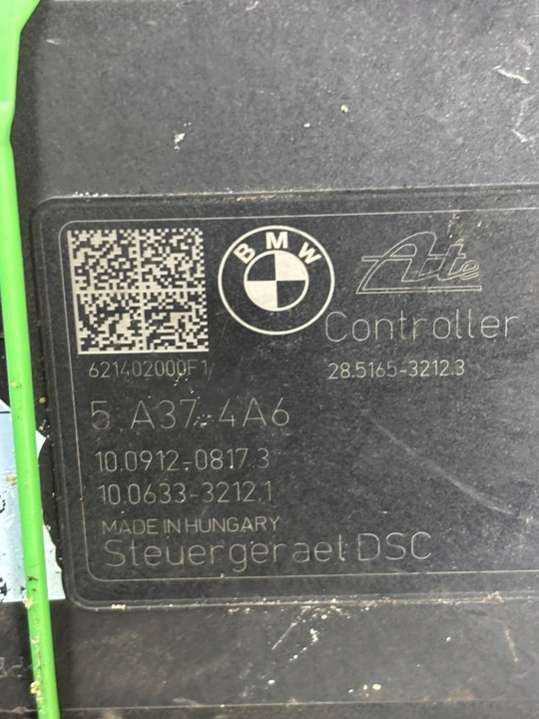 BMW
Ate
Controller
621402000F1
28.5165-3212.3
5 A37-4A6
10.0912-0817.3
10.0633-3212.1
MADE IN HUNGARY
Steuergeraet DSC